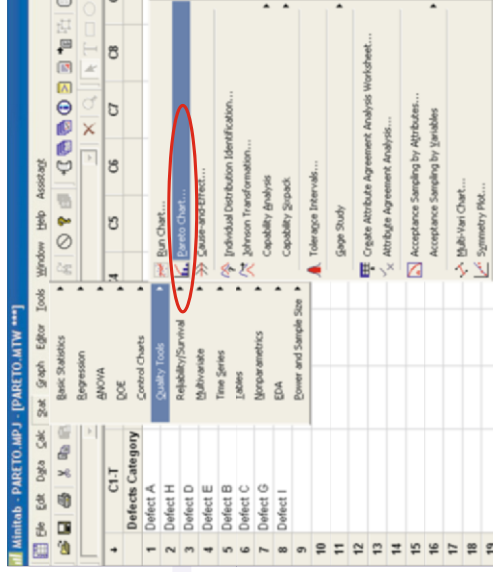 Minitab - PARETO.MPJ - [PARETO.MTW ***]
File Edit Data Calc Stat Graph Editor Tools Window Help Assistant
C1-T C5 C6 C7 C8
Defects Category
1 Defect A
2 Defect H
3 Defect D
4 Defect E
5 Defect B
6 Defect C
7 Defect G
8 Defect I
9
10
11
12
13
14
15
16
17
18
19
Basic Statistics
Regression
ANOVA
DOE
Control Charts
Quality Tools
Reliability/Survival
Multivariate
Time Series
Tables
Nonparametrics
EDA
Power and Sample Size
Run Chart...
Pareto Chart...
Cause-and-Effect...
Individual Distribution Identification...
Johnson Transformation...
Capability Analysis
Capability Sixpack
Tolerance Intervals...
Gage Study
Create Attribute Agreement Analysis Worksheet...
Attribute Agreement Analysis...
Acceptance Sampling by Attributes...
Acceptance Sampling by Variables
Multi-Vari Chart...
Symmetry Plot...